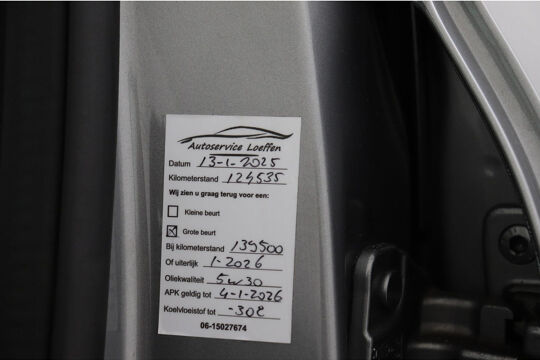 Autoservice Loeffen
Datum 13-1-2025
Kilometerstand 124535
Wij zien u graag terug voor een:
Kleine beurt
Grote beurt
Bij kilometerstand 139500
Of uiterlijk 1-2026
Oliekwaliteit 5w30
APK geldig tot 4-1-2026
Koelvloeistof tot -30c
06-15027674